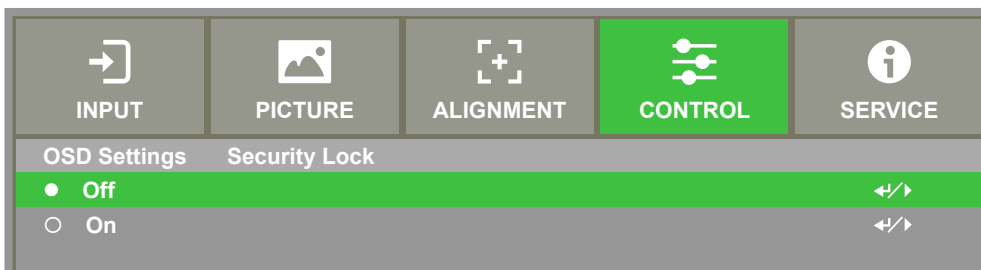 INPUT PICTURE ALIGNMENT CONTROL SERVICE
OSD Settings Security Lock
Off
On